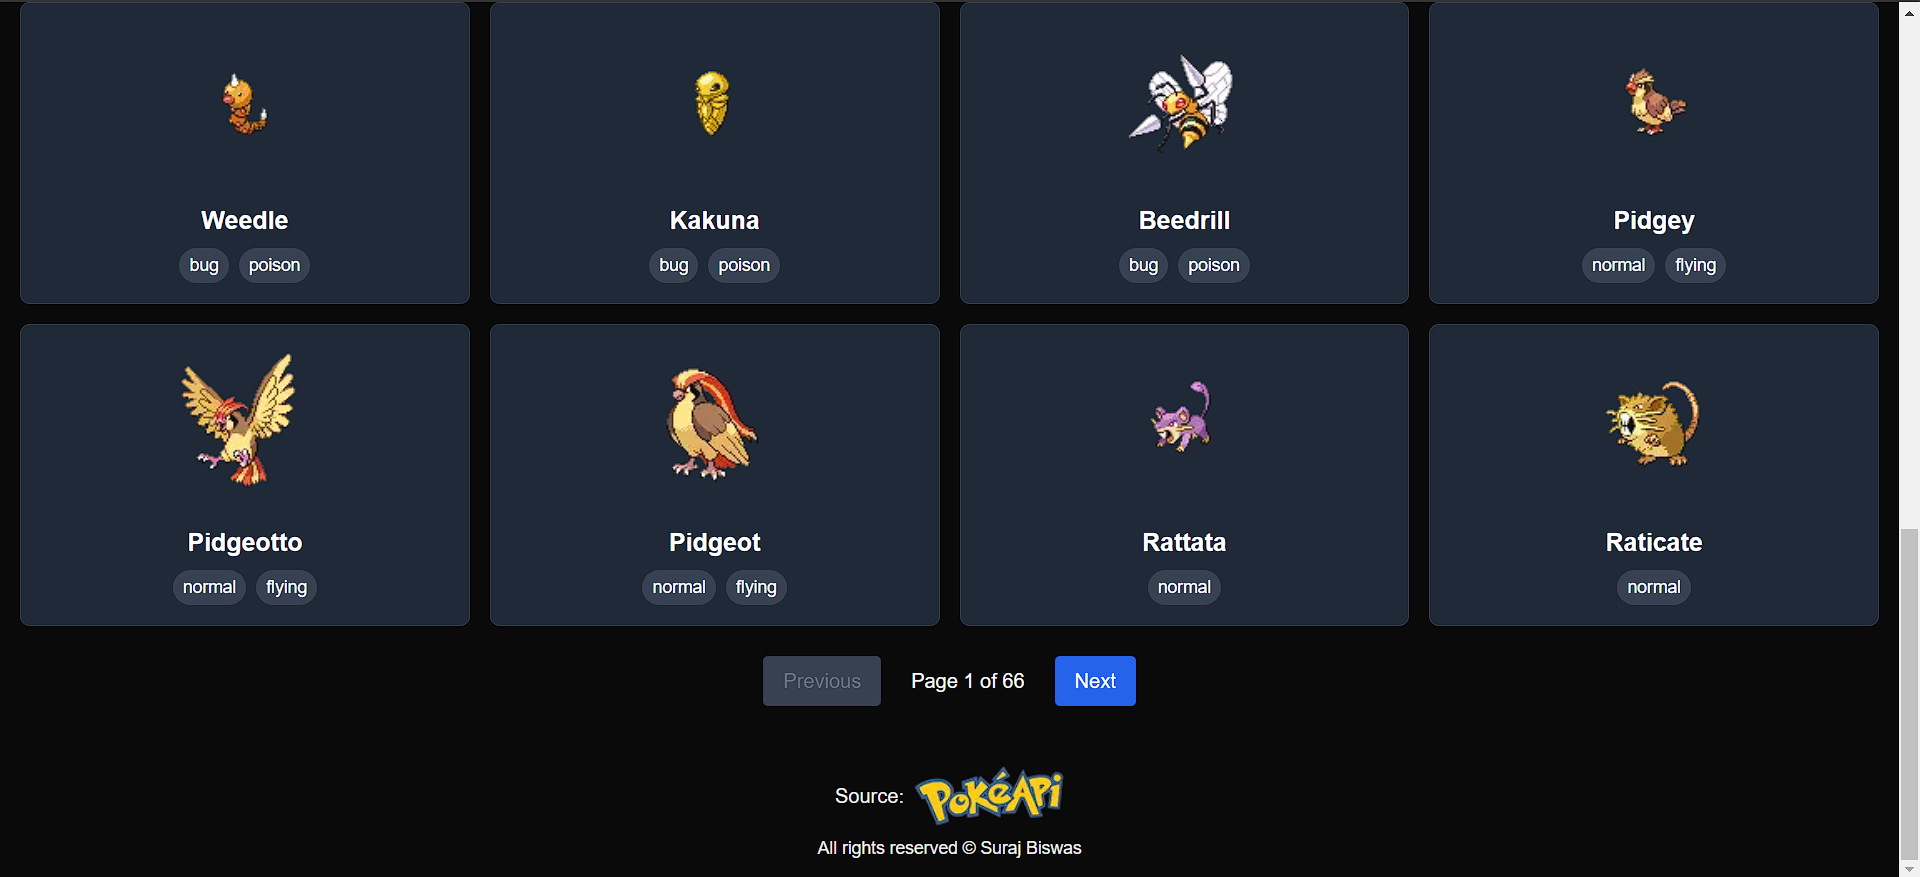 Weedle
bug poison
Kakuna
bug poison
Beedrill
bug poison
Pidgey
normal flying
Pidgeotto
normal flying
Pidgeot
normal flying
Rattata
normal
Raticate
normal
Previous Page 1 of 66 Next
Source: PokéAPi
All rights reserved © Suraj Biswas